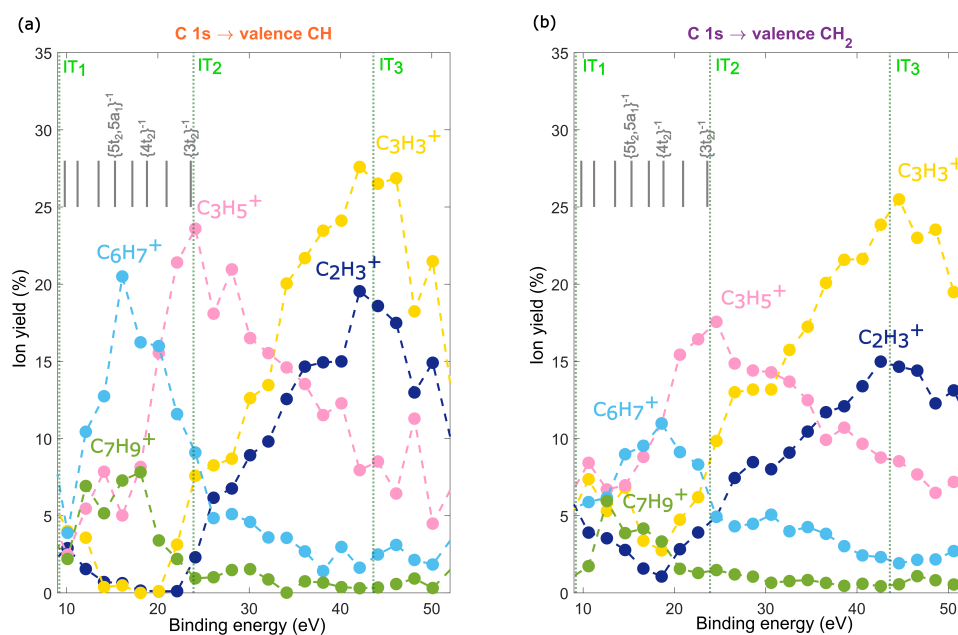 (a)
C 1s → valence CH
IT₁
IT₂
IT₃
{5t₂,5a₁}⁻¹
{4t₂}⁻¹
{3t₂}⁻¹
C₃H₃⁺
C₃H₅⁺
C₆H₇⁺
C₂H₃⁺
C₇H₉⁺
Ion yield (%)
35
30
25
20
15
10
5
0
10 20 30 40 50
Binding energy (eV)
(b)
C 1s → valence CH₂
IT₁
IT₂
IT₃
{5t₂,5a₁}⁻¹
{4t₂}⁻¹
{3t₂}⁻¹
C₃H₃⁺
C₃H₅⁺
C₂H₃⁺
C₆H₇⁺
C₇H₉⁺
Ion yield (%)
35
30
25
20
15
10
5
0
10 20 30 40 50
Binding energy (eV)